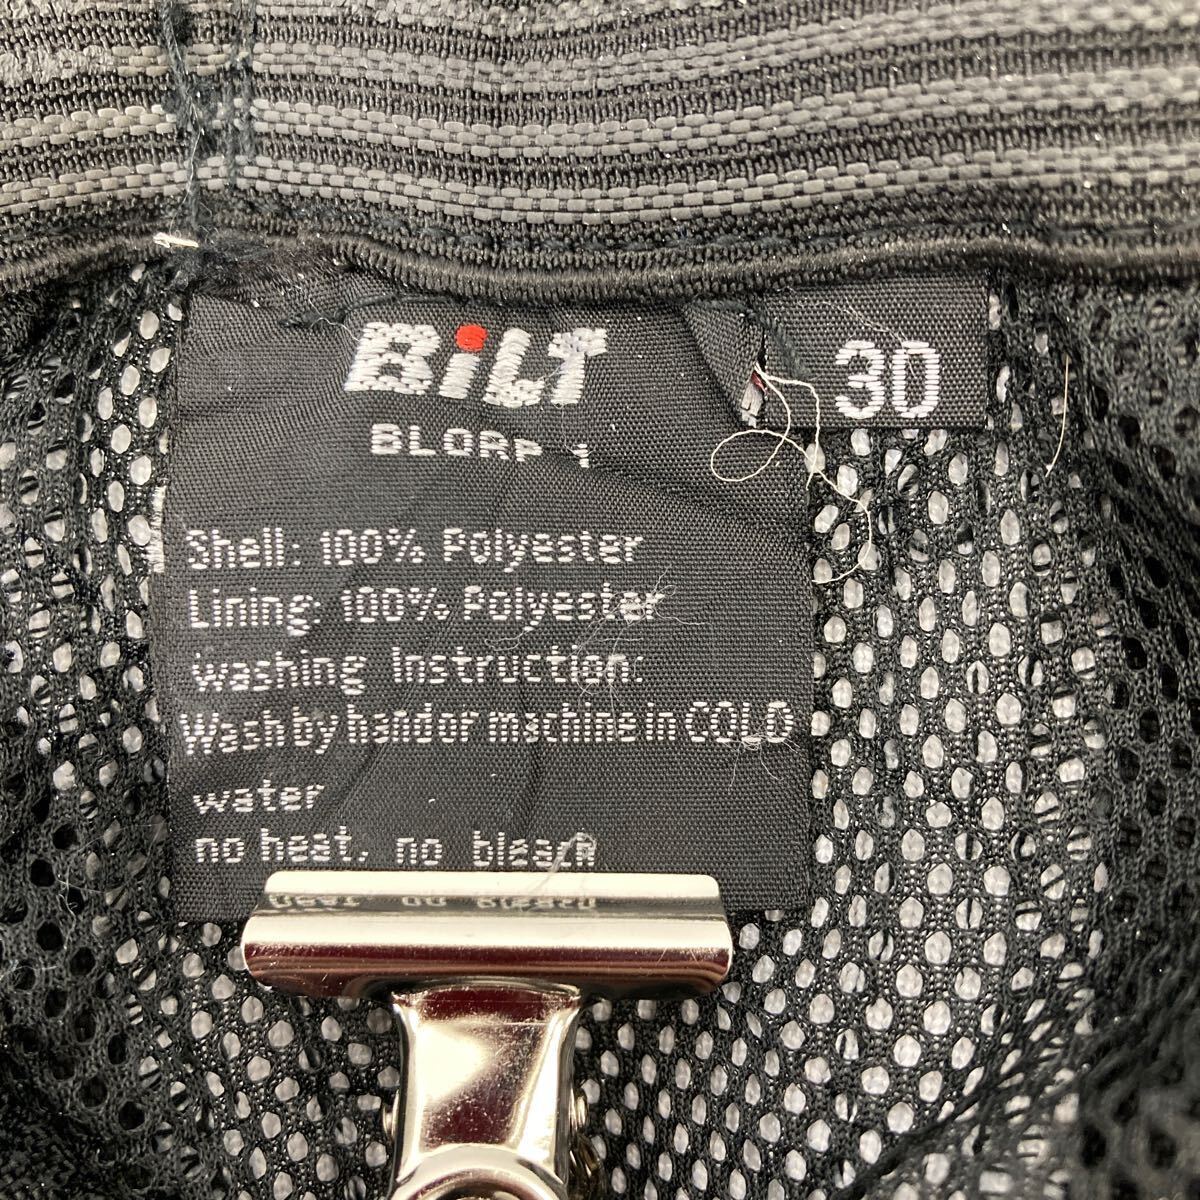 BiLT
30
BLORP 1
Shell: 100% Polyester
Lining: 100% Polyester
Washing Instruction:
Wash by hand or machine in COLD
water
no heat, no bleach